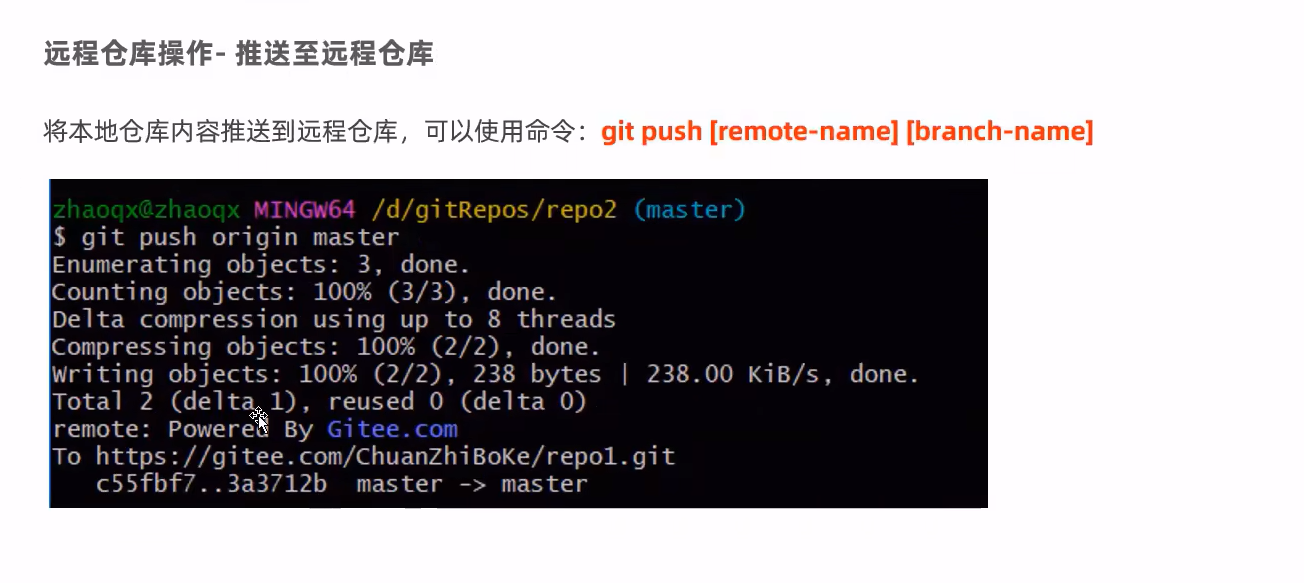 远程仓库操作- 推送至远程仓库
将本地仓库内容推送到远程仓库，可以使用命令：git push [remote-name] [branch-name]
zhaoqx@zhaoqx MINGW64 /d/gitRepos/repo2 (master)
$ git push origin master
Enumerating objects: 3, done.
Counting objects: 100% (3/3), done.
Delta compression using up to 8 threads
Compressing objects: 100% (2/2), done.
Writing objects: 100% (2/2), 238 bytes | 238.00 KiB/s, done.
Total 2 (delta 1), reused 0 (delta 0)
remote: Powered By Gitee.com
To https://gitee.com/ChuanZhiBoKe/repo1.git
   c55fbf7..3a3712b  master -> master